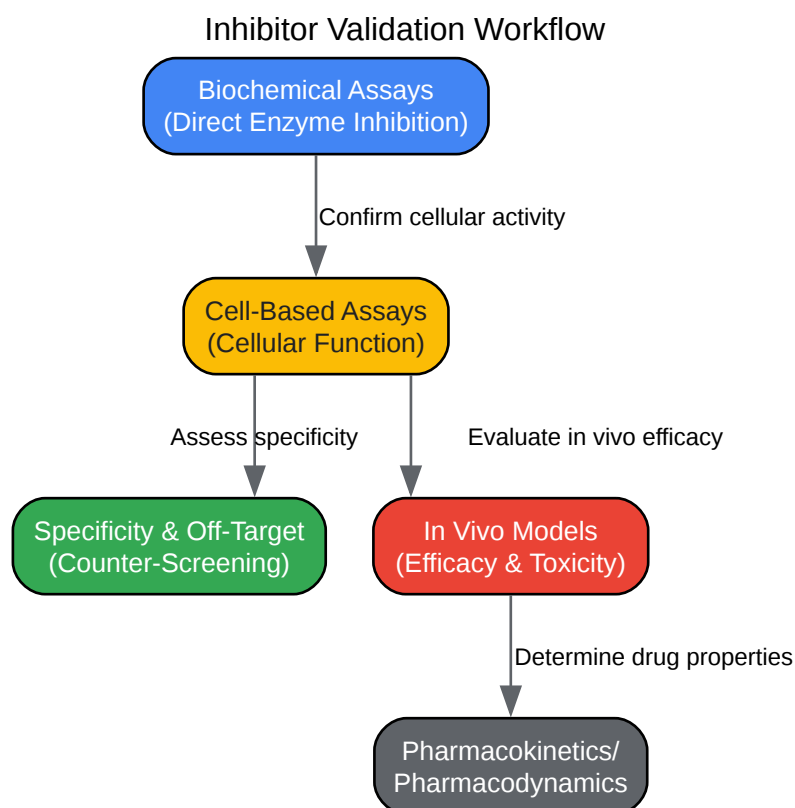 Inhibitor Validation Workflow
Biochemical Assays
(Direct Enzyme Inhibition)
Confirm cellular activity
Cell-Based Assays
(Cellular Function)
Assess specificity
Evaluate in vivo efficacy
Specificity & Off-Target
(Counter-Screening)
In Vivo Models
(Efficacy & Toxicity)
Determine drug properties
Pharmacokinetics/
Pharmacodynamics